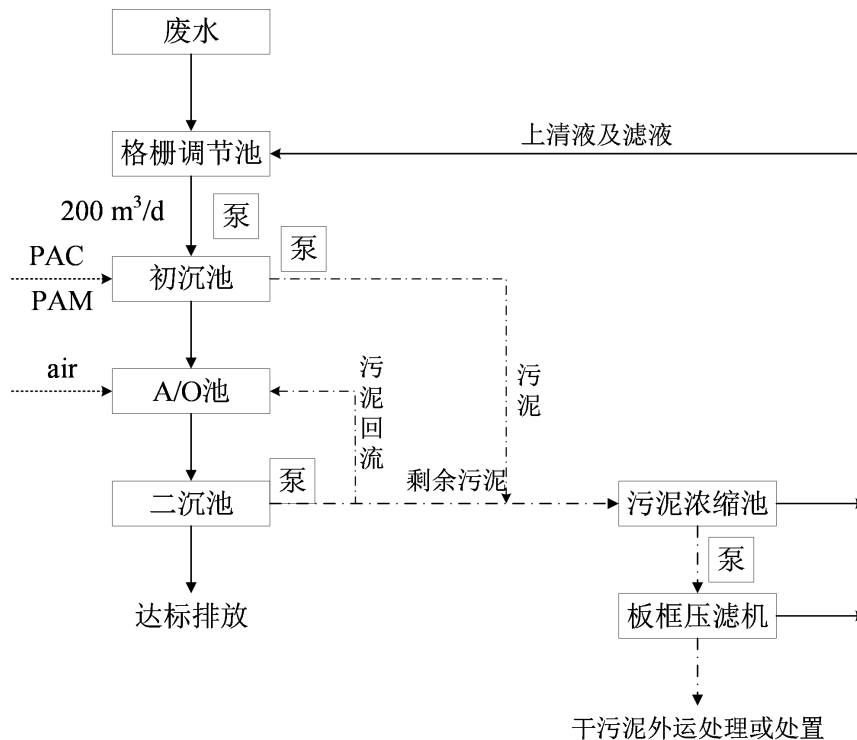 废水
格栅调节池
上清液及滤液
200 m³/d
泵
泵
PAC
初沉池
PAM
air
A/O池
污泥回流
污泥
泵
剩余污泥
二沉池
污泥浓缩池
泵
达标排放
板框压滤机
干污泥外运处理或处置